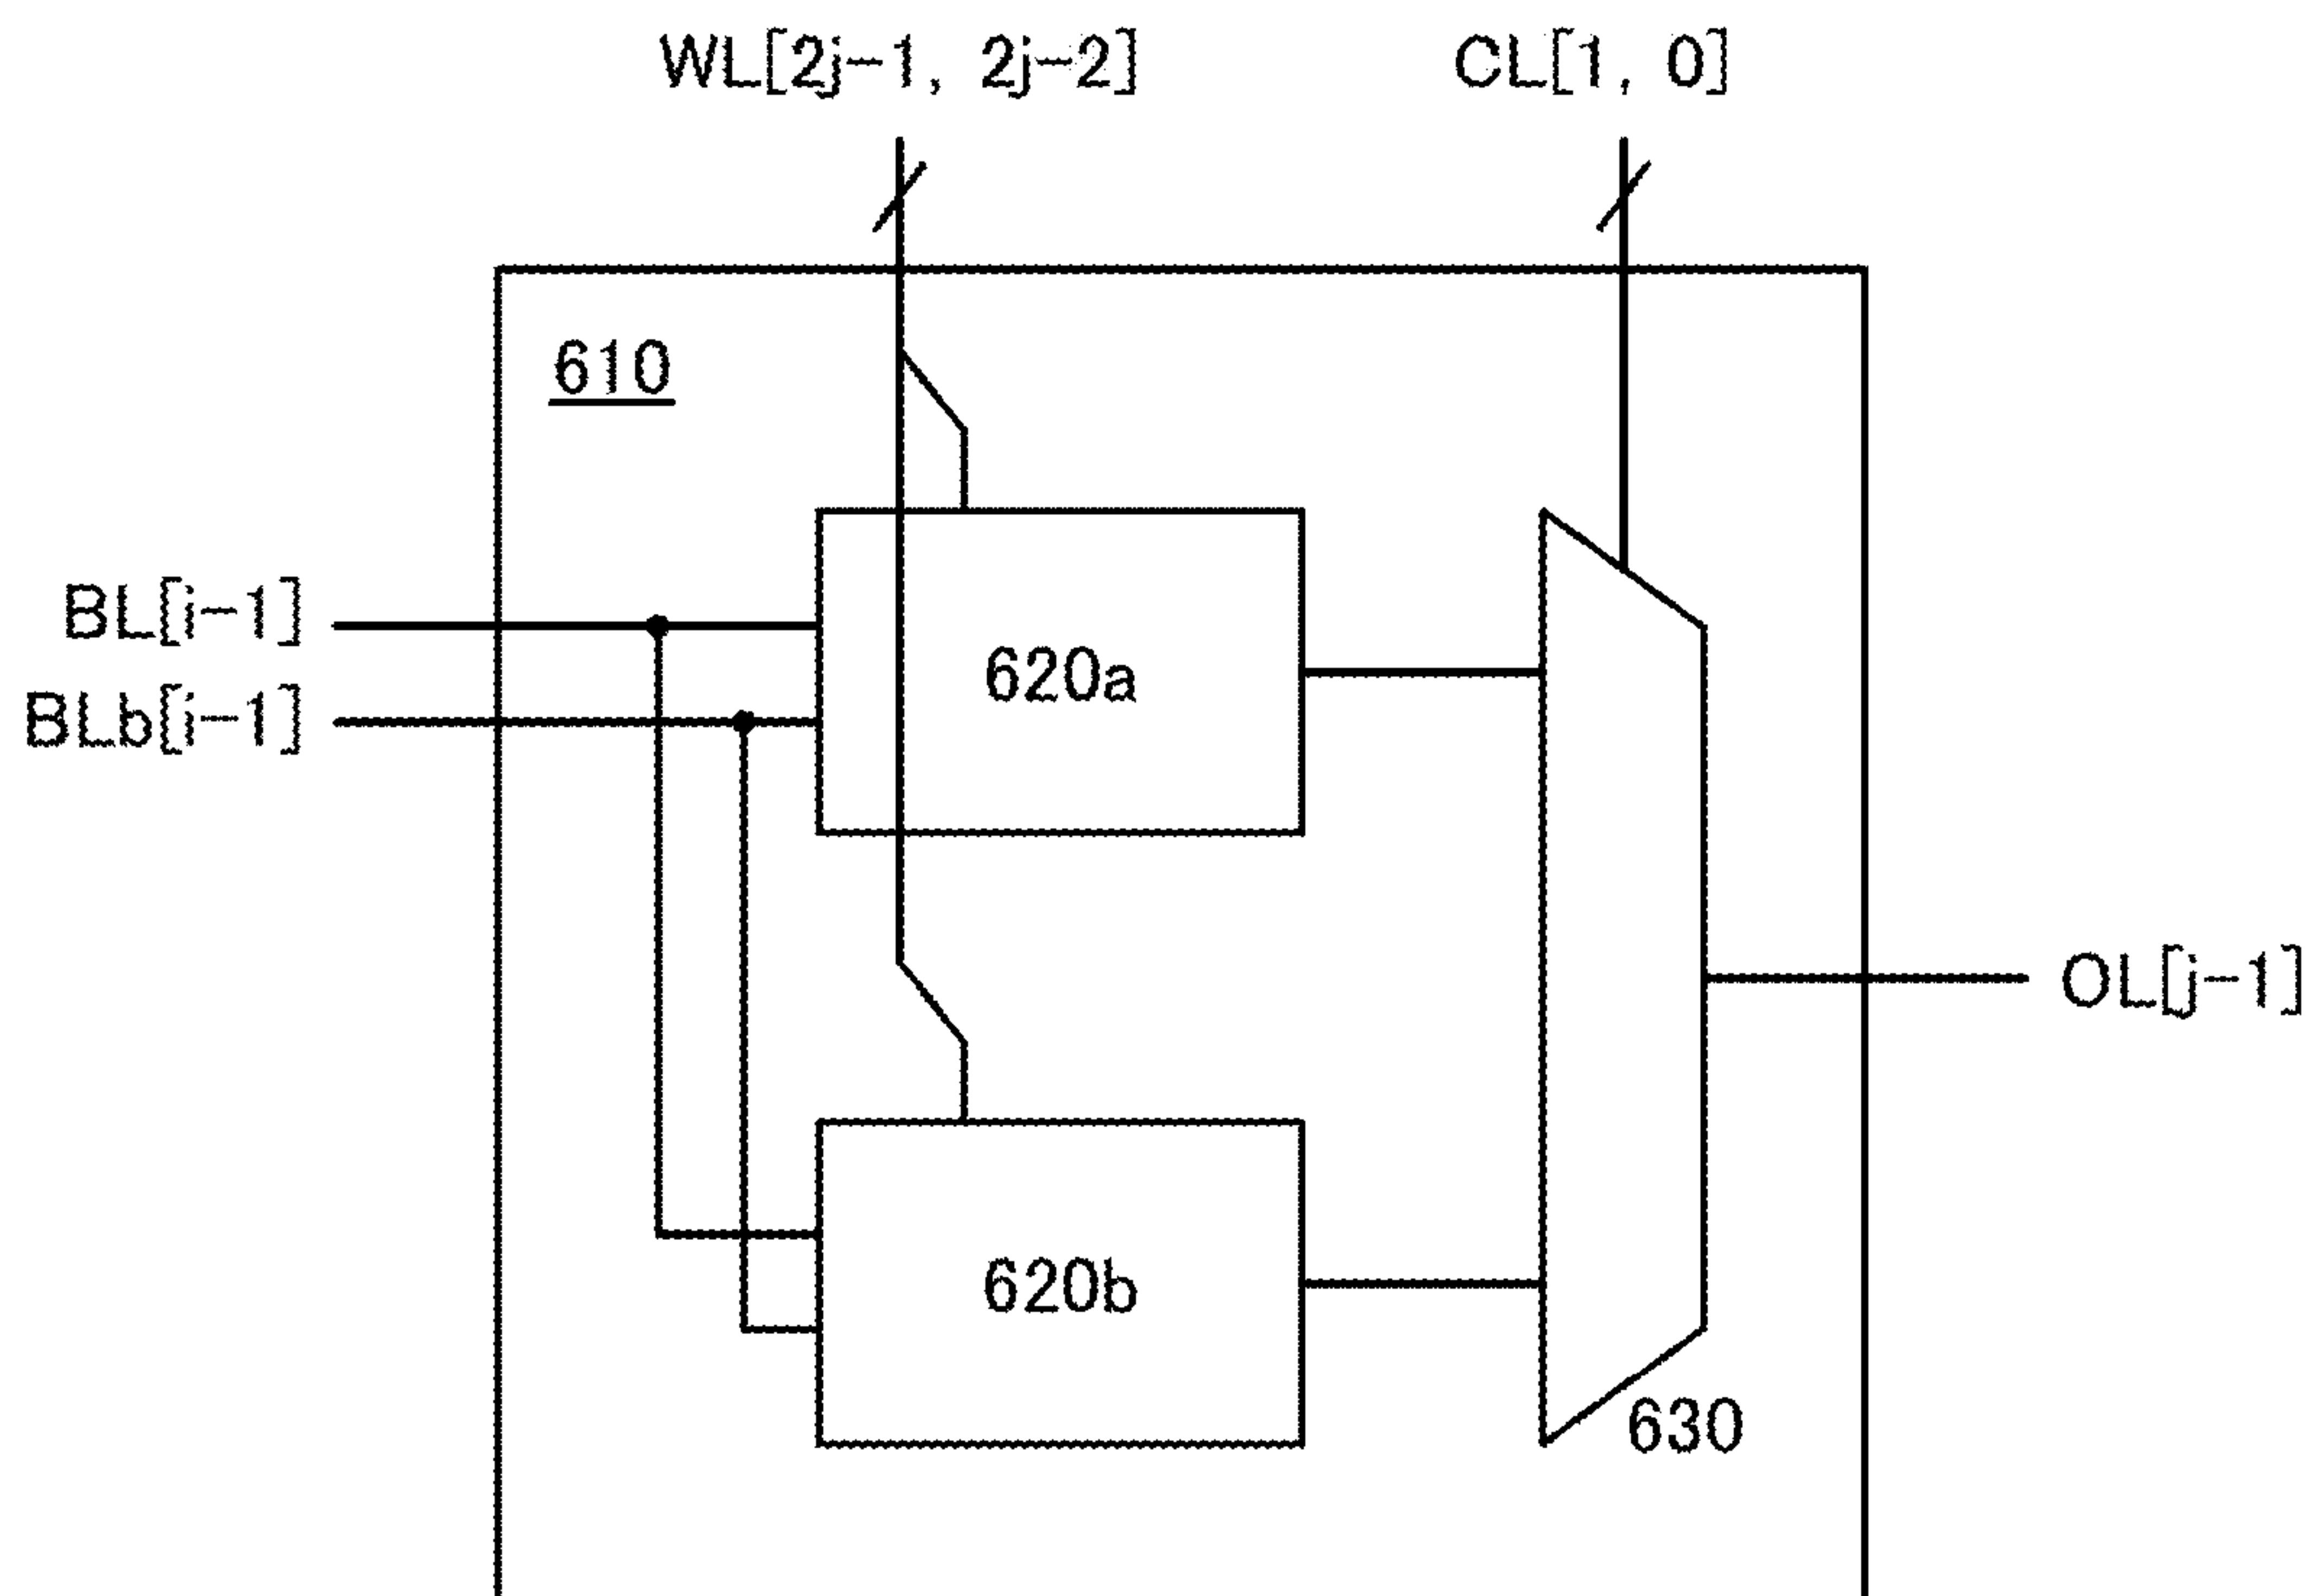 WL[2j-1, 2j-2]
CL[1, 0]
610
BL[i-1]
620a
BLb[i-1]
OL[j-1]
620b
630